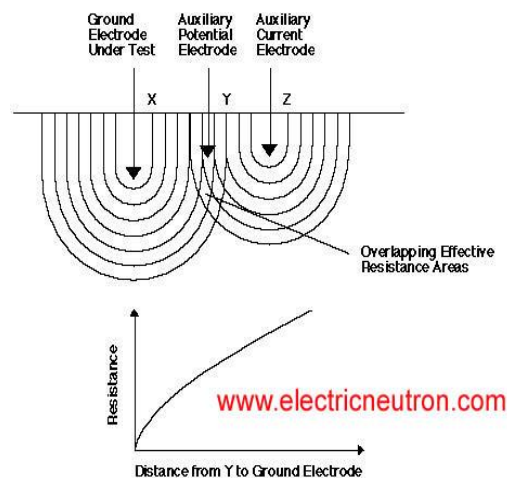 Ground
Electrode
Under Test
Auxiliary
Potential
Electrode
Auxiliary
Current
Electrode
X
Y
Z
Overlapping Effective
Resistance Areas
Resistance
www.electricneutron.com
Distance from Y to Ground Electrode